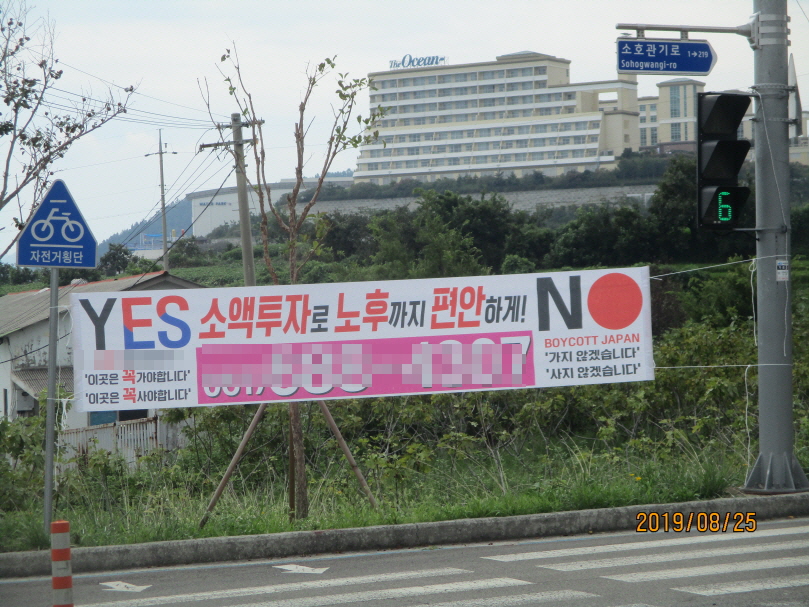 The Ocean
소호관기로 1→219
Sohogwangi-ro
6
자전거횡단
YES 소액투자로 노후까지 편안하게! NO
BOYCOTT JAPAN
'이곳은 꼭가야합니다'
'이곳은 꼭사야합니다'
'가지 않겠습니다'
'사지 않겠습니다'
2019/08/25